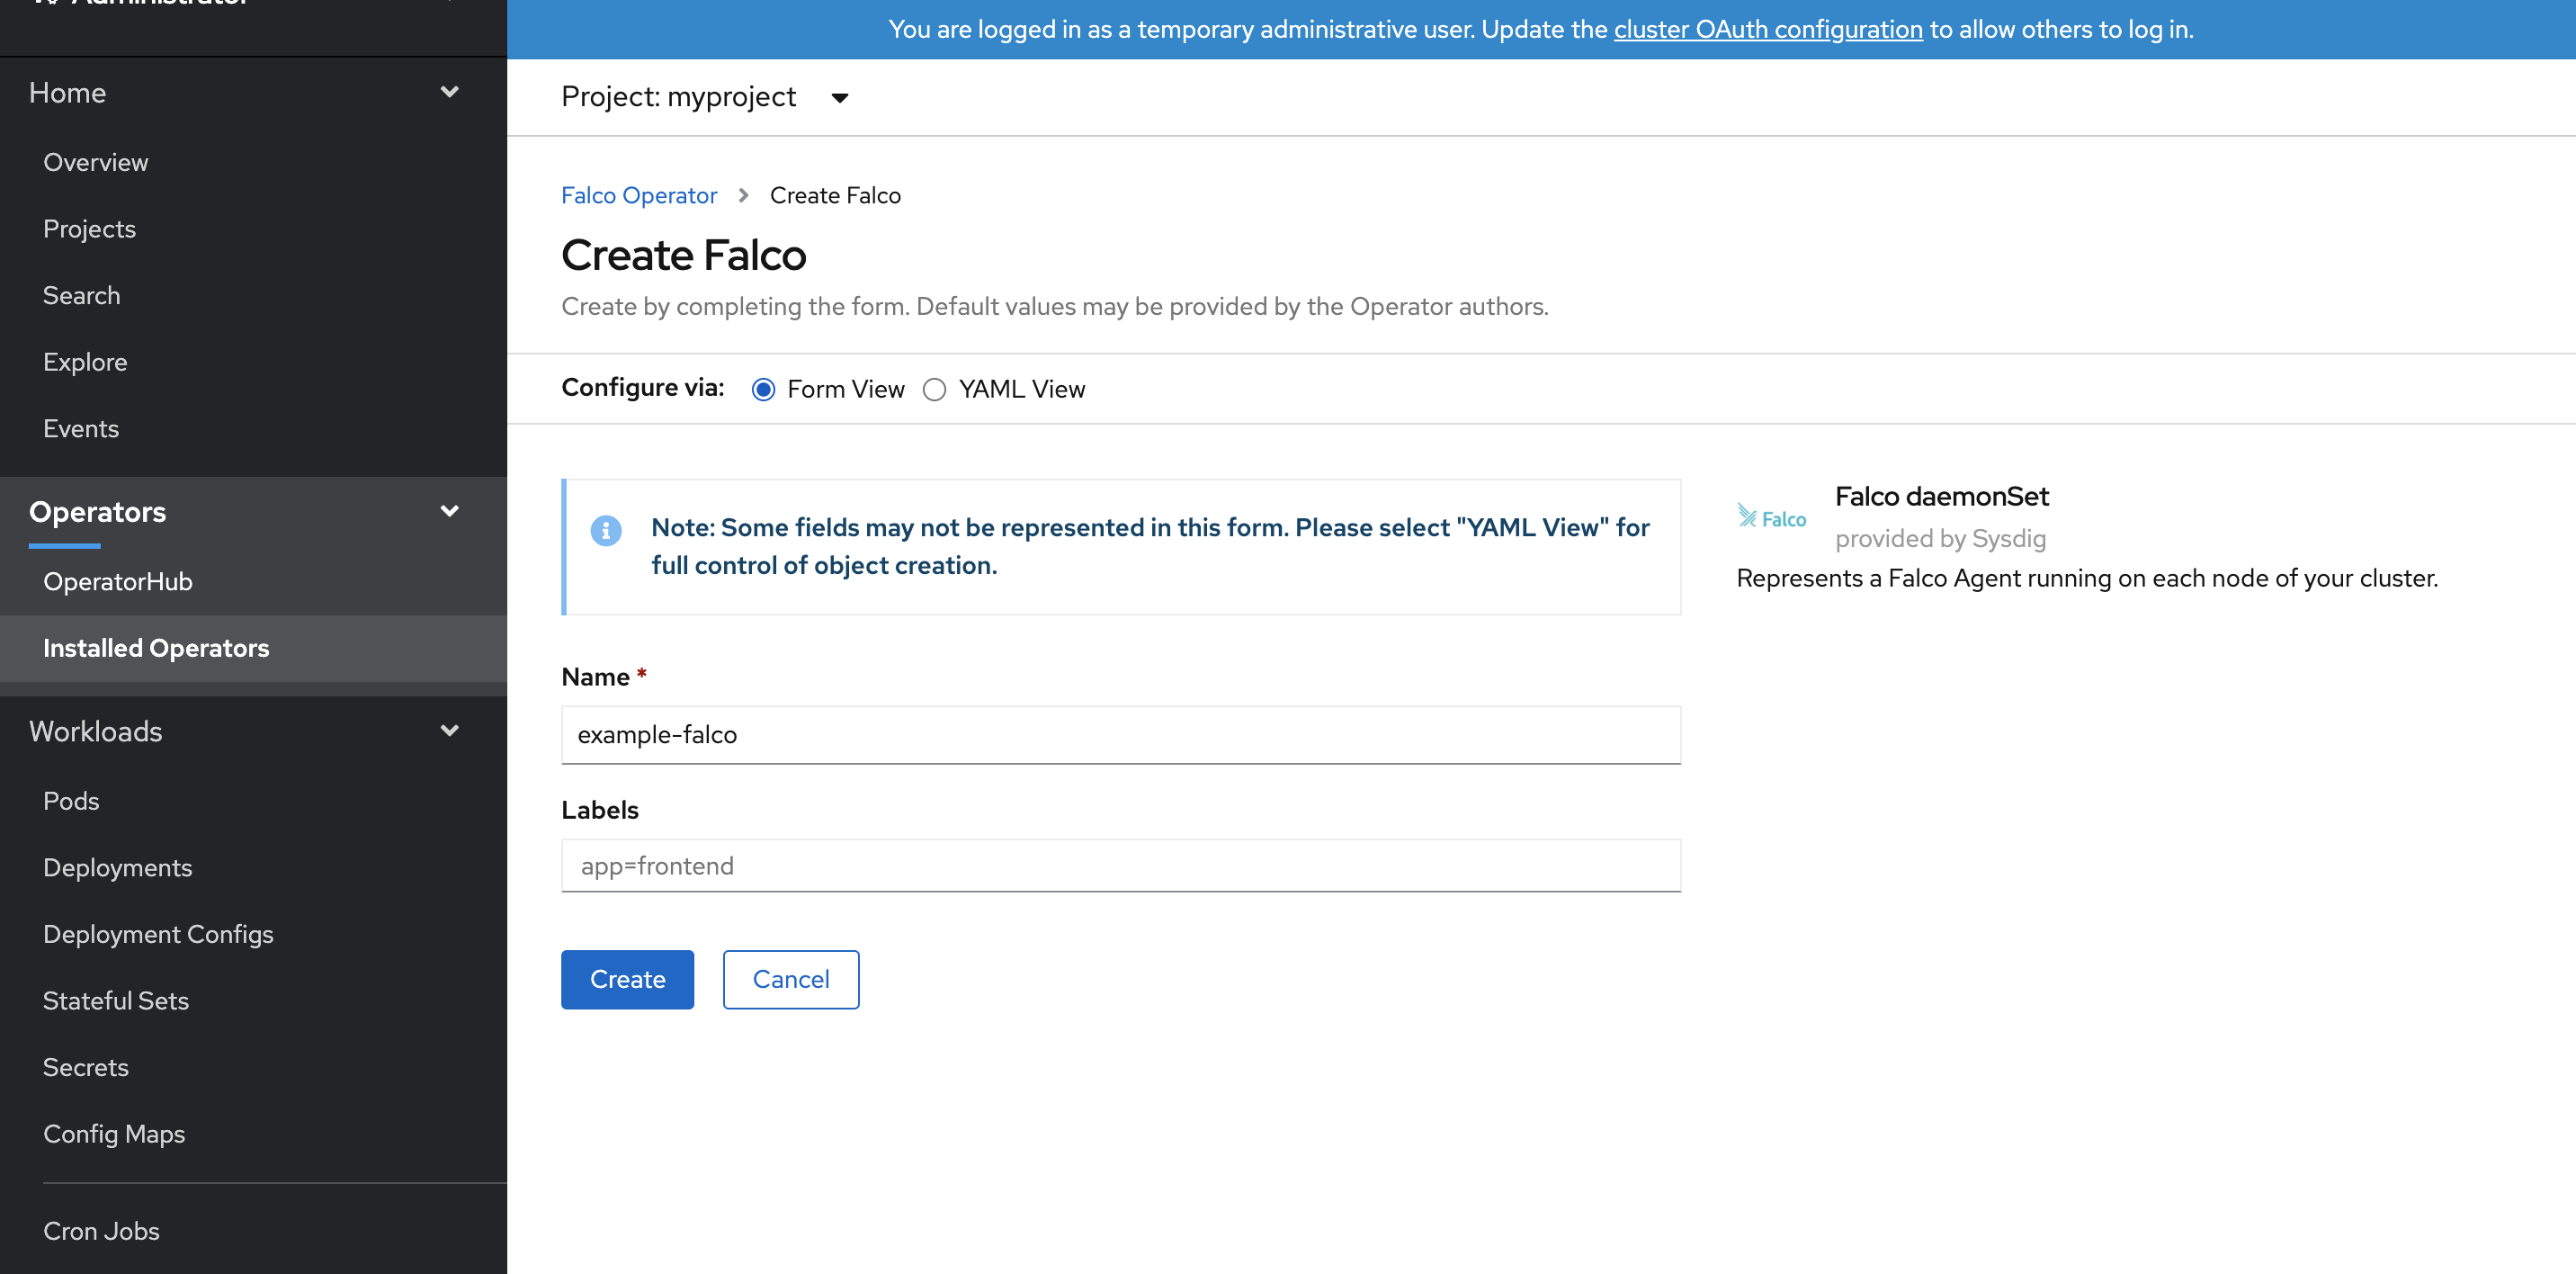 Administrator
You are logged in as a temporary administrative user. Update the cluster OAuth configuration to allow others to log in.
Home
Overview
Projects
Search
Explore
Events
Operators
OperatorHub
Installed Operators
Workloads
Pods
Deployments
Deployment Configs
Stateful Sets
Secrets
Config Maps
Cron Jobs
Project: myproject
Falco Operator
Create Falco
Create Falco
Create by completing the form. Default values may be provided by the Operator authors.
Configure via:
Form View
YAML View
Note: Some fields may not be represented in this form. Please select "YAML View" for
full control of object creation.
Name *
example-falco
Labels
app=frontend
Create
Cancel
Falco
Falco daemonSet
provided by Sysdig
Represents a Falco Agent running on each node of your cluster.